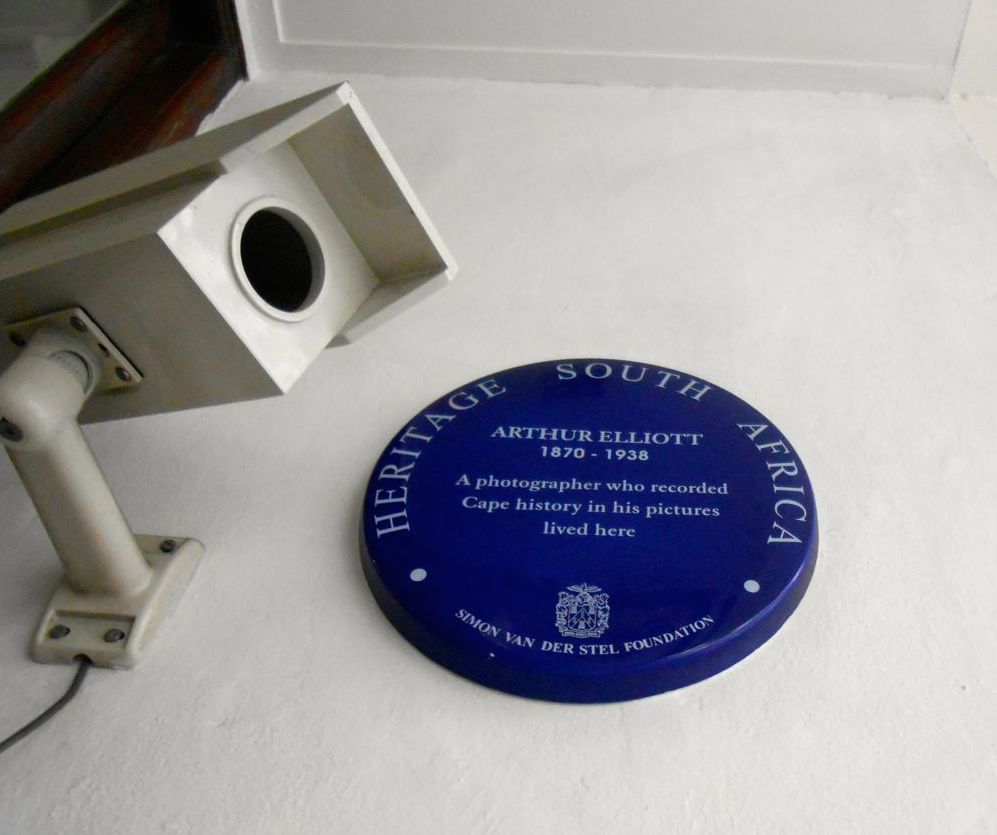 HERITAGE SOUTH AFRICA
ARTHUR ELLIOTT
1870 - 1938
A photographer who recorded
Cape history in his pictures
lived here
SIMON VAN DER STEL FOUNDATION